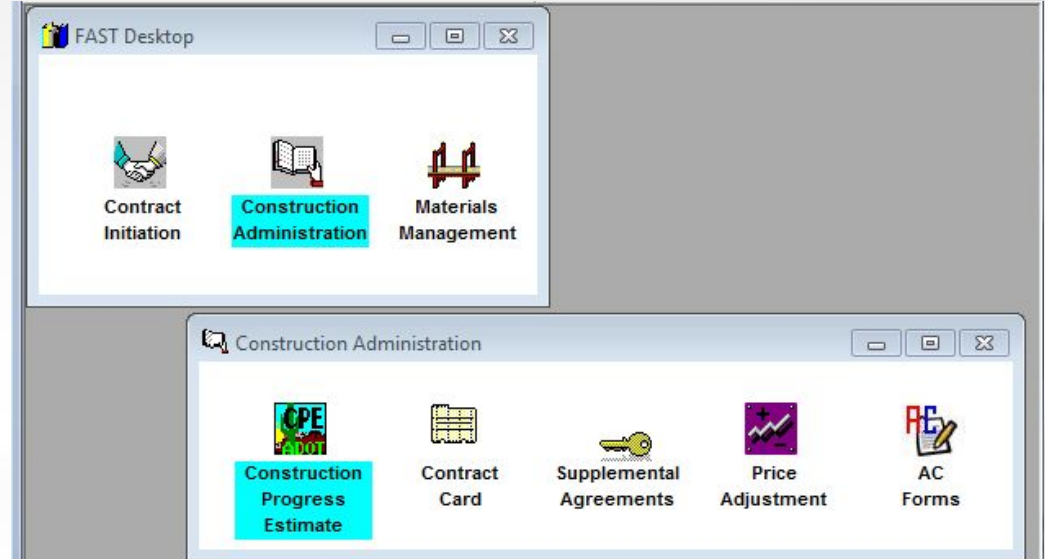 FAST Desktop
Contract
Initiation
Construction
Administration
Materials
Management
Construction Administration
CPE
ADOT
Construction
Progress
Estimate
Contract
Card
Supplemental
Agreements
Price
Adjustment
AC
AC
Forms